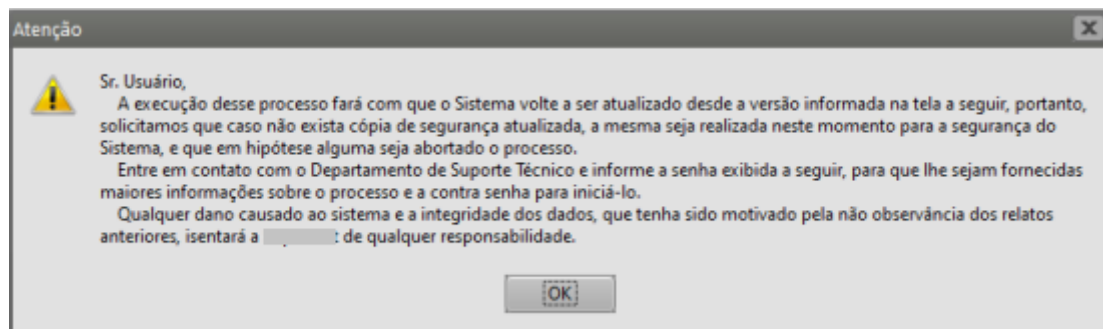 Atenção
Sr. Usuário,
A execução desse processo fará com que o Sistema volte a ser atualizado desde a versão informada na tela a seguir, portanto,
solicitamos que caso não exista cópia de segurança atualizada, a mesma seja realizada neste momento para a segurança do
Sistema, e que em hipótese alguma seja abortado o processo.
Entre em contato com o Departamento de Suporte Técnico e informe a senha exibida a seguir, para que lhe sejam fornecidas
maiores informações sobre o processo e a contra senha para iniciá-lo.
Qualquer dano causado ao sistema e a integridade dos dados, que tenha sido motivado pela não observância dos relatos
anteriores, isentará a de qualquer responsabilidade.
OK